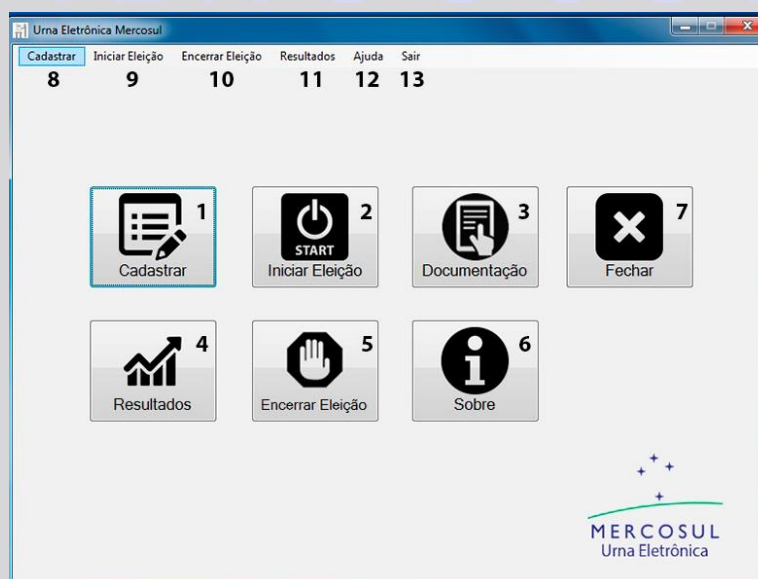 Urna Eletrônica Mercosul
Cadastrar Iniciar Eleição Encerrar Eleição Resultados Ajuda Sair
8 9 10 11 12 13
1 2 3 7
START
Cadastrar Iniciar Eleição Documentação Fechar
4 5 6
Resultados Encerrar Eleição Sobre
MERCOSUL
Urna Eletrônica